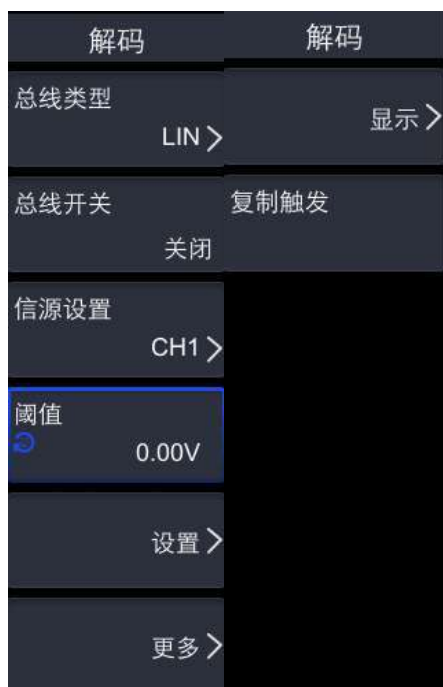 解码
总线类型
LIN >
总线开关
关闭
信源设置
CH1 >
阈值
0.00V
设置 >
更多 >
解码
显示 >
复制触发